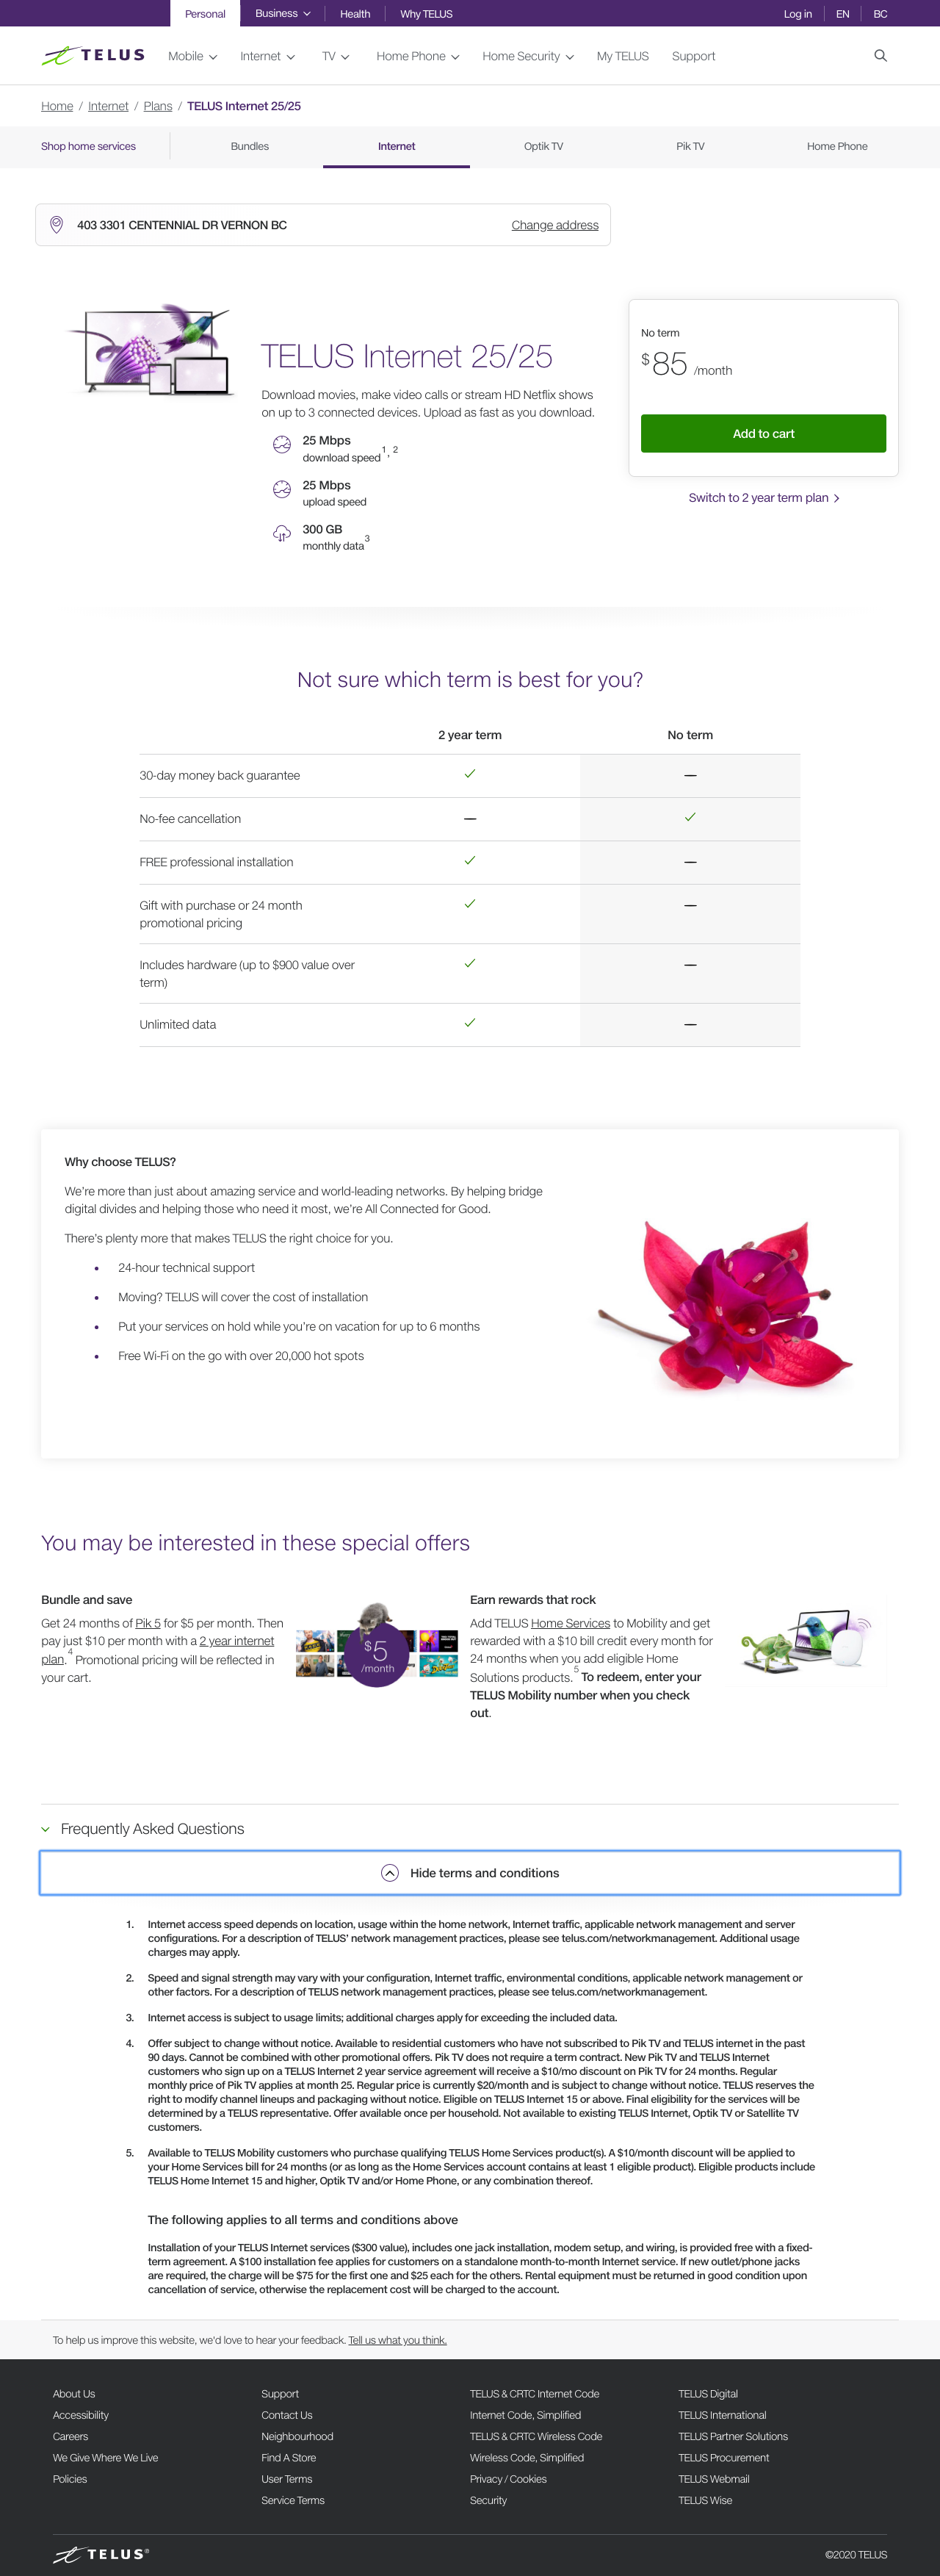 Personal
Business
Health
Why TELUS
Log in
EN
BC
TELUS
Mobile
Internet
TV
Home Phone
Home Security
My TELUS
Support
Home / Internet / Plans / TELUS Internet 25/25
Shop home services
Bundles
Internet
Optik TV
Pik TV
Home Phone
403 3301 CENTENNIAL DR VERNON BC
Change address
TELUS Internet 25/25
Download movies, make video calls or stream HD Netflix shows
on up to 3 connected devices. Upload as fast as you download.
25 Mbps
download speed1, 2
25 Mbps
upload speed
300 GB
monthly data3
No term
$85 /month
Add to cart
Switch to 2 year term plan
Not sure which term is best for you?
2 year term
No term
30-day money back guarantee
No-fee cancellation
FREE professional installation
Gift with purchase or 24 month
promotional pricing
Includes hardware (up to $900 value over
term)
Unlimited data
Why choose TELUS?
We're more than just about amazing service and world-leading networks. By helping bridge
digital divides and helping those who need it most, we're All Connected for Good.
There's plenty more that makes TELUS the right choice for you.
• 24-hour technical support
• Moving? TELUS will cover the cost of installation
• Put your services on hold while you're on vacation for up to 6 months
• Free Wi-Fi on the go with over 20,000 hot spots
You may be interested in these special offers
Bundle and save
Get 24 months of Pik 5 for $5 per month. Then
pay just $10 per month with a 2 year internet
plan.4 Promotional pricing will be reflected in
your cart.
$5
/month
Earn rewards that rock
Add TELUS Home Services to Mobility and get
rewarded with a $10 bill credit every month for
24 months when you add eligible Home
Solutions products.5 To redeem, enter your
TELUS Mobility number when you check
out.
Frequently Asked Questions
Hide terms and conditions
1. Internet access speed depends on location, usage within the home network, Internet traffic, applicable network management and server
configurations. For a description of TELUS' network management practices, please see telus.com/networkmanagement. Additional usage
charges may apply.
2. Speed and signal strength may vary with your configuration, Internet traffic, environmental conditions, applicable network management or
other factors. For a description of TELUS network management practices, please see telus.com/networkmanagement.
3. Internet access is subject to usage limits; additional charges apply for exceeding the included data.
4. Offer subject to change without notice. Available to residential customers who have not subscribed to Pik TV and TELUS internet in the past
90 days. Cannot be combined with other promotional offers. Pik TV does not require a term contract. New Pik TV and TELUS Internet
customers who sign up on a TELUS Internet 2 year service agreement will receive a $10/mo discount on Pik TV for 24 months. Regular
monthly price of Pik TV applies at month 25. Regular price is currently $20/month and is subject to change without notice. TELUS reserves the
right to modify channel lineups and packaging without notice. Eligible on TELUS Internet 15 or above. Final eligibility for the services will be
determined by a TELUS representative. Offer available once per household. Not available to existing TELUS Internet, Optik TV or Satellite TV
customers.
5. Available to TELUS Mobility customers who purchase qualifying TELUS Home Services product(s). A $10/month discount will be applied to
your Home Services bill for 24 months (or as long as the Home Services account contains at least 1 eligible product). Eligible products include
TELUS Home Internet 15 and higher, Optik TV and/or Home Phone, or any combination thereof.
The following applies to all terms and conditions above
Installation of your TELUS Internet services ($300 value), includes one jack installation, modem setup, and wiring, is provided free with a fixed-
term agreement. A $100 installation fee applies for customers on a standalone month-to-month Internet service. If new outlet/phone jacks
are required, the charge will be $75 for the first one and $25 each for the others. Rental equipment must be returned in good condition upon
cancellation of service, otherwise the replacement cost will be charged to the account.
To help us improve this website, we'd love to hear your feedback. Tell us what you think.
About Us
Accessibility
Careers
We Give Where We Live
Policies
Support
Contact Us
Neighbourhood
Find A Store
User Terms
Service Terms
TELUS & CRTC Internet Code
Internet Code, Simplified
TELUS & CRTC Wireless Code
Wireless Code, Simplified
Privacy / Cookies
Security
TELUS Digital
TELUS International
TELUS Partner Solutions
TELUS Procurement
TELUS Webmail
TELUS Wise
TELUS®
©2020 TELUS